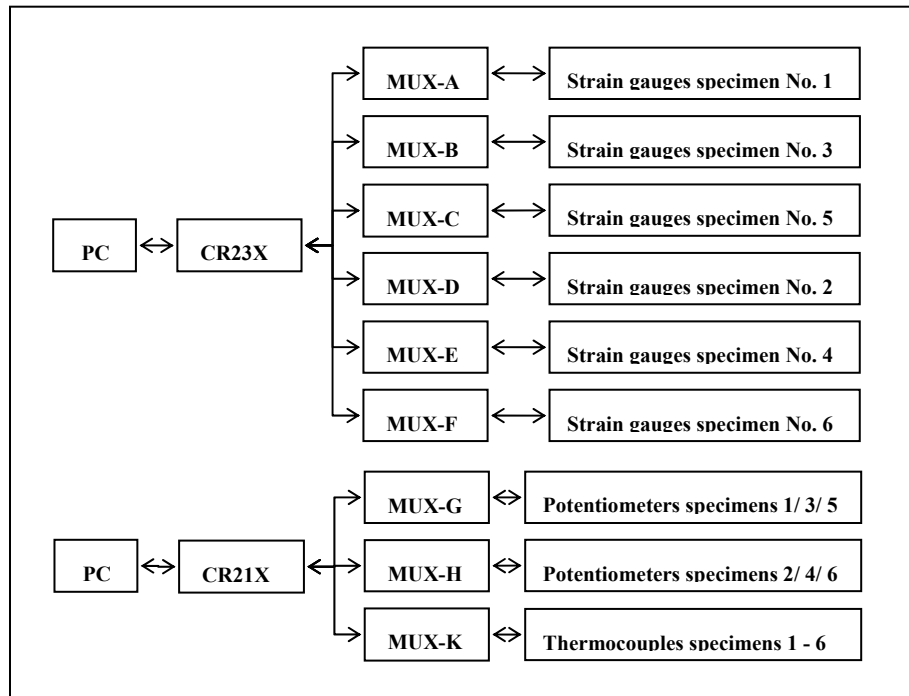 MUX-A
Strain gauges specimen No. 1
MUX-B
Strain gauges specimen No. 3
MUX-C
Strain gauges specimen No. 5
PC
CR23X
MUX-D
Strain gauges specimen No. 2
MUX-E
Strain gauges specimen No. 4
MUX-F
Strain gauges specimen No. 6
MUX-G
Potentiometers specimens 1/ 3/ 5
PC
CR21X
MUX-H
Potentiometers specimens 2/ 4/ 6
MUX-K
Thermocouples specimens 1 - 6